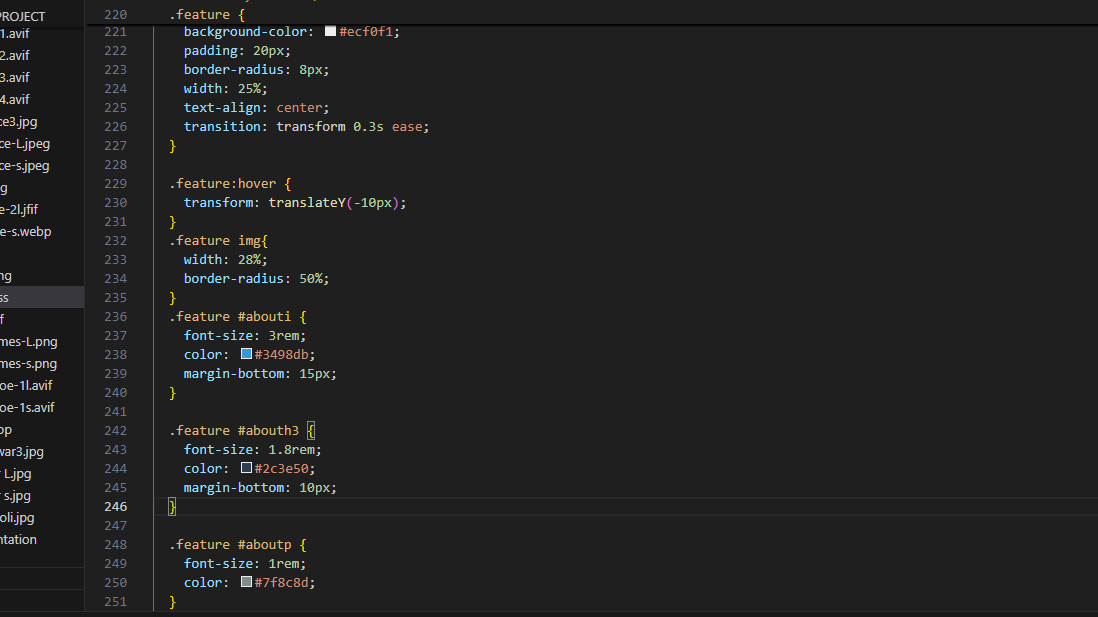 PROJECT
1.avif
2.avif
3.avif
4.avif
ce3.jpg
ce-L.jpeg
ce-s.jpeg
g
e-2l.jfif
e-s.webp
ng
ss
f
mes-L.png
mes-s.png
oe-1l.avif
oe-1s.avif
op
war3.jpg
L.jpg
s.jpg
oli.jpg
ntation
220 .feature {
221 background-color: #ecf0f1;
222 padding: 20px;
223 border-radius: 8px;
224 width: 25%;
225 text-align: center;
226 transition: transform 0.3s ease;
227 }
228
229 .feature:hover {
230 transform: translateY(-10px);
231 }
232 .feature img{
233 width: 28%;
234 border-radius: 50%;
235 }
236 .feature #abouti {
237 font-size: 3rem;
238 color: #3498db;
239 margin-bottom: 15px;
240 }
241
242 .feature #abouth3 {
243 font-size: 1.8rem;
244 color: #2c3e50;
245 margin-bottom: 10px;
246 }
247
248 .feature #aboutp {
249 font-size: 1rem;
250 color: #7f8c8d;
251 }